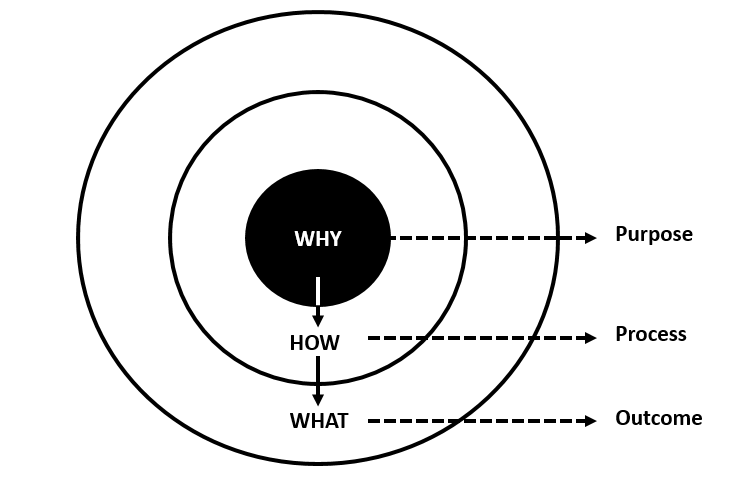 WHY
Purpose
HOW
Process
WHAT
Outcome